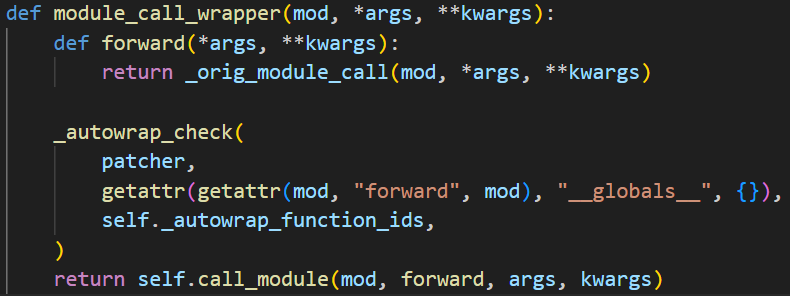 def module_call_wrapper(mod, *args, **kwargs):
    def forward(*args, **kwargs):
        return _orig_module_call(mod, *args, **kwargs)

    _autowrap_check(
        patcher,
        getattr(getattr(mod, "forward", mod), "__globals__", {}),
        self._autowrap_function_ids,
    )
    return self.call_module(mod, forward, args, kwargs)